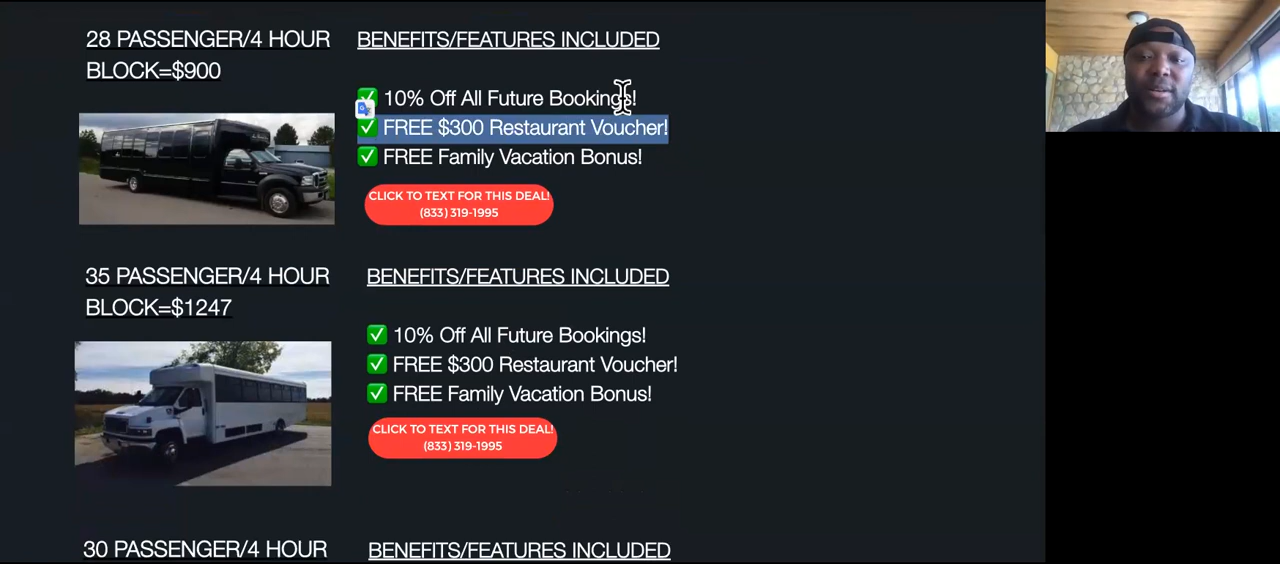 28 PASSENGER/4 HOUR
BLOCK=$900
BENEFITS/FEATURES INCLUDED
✅ 10% Off All Future Bookings!
✅ FREE $300 Restaurant Voucher!
✅ FREE Family Vacation Bonus!
CLICK TO TEXT FOR THIS DEAL!
(833) 319-1995
35 PASSENGER/4 HOUR
BLOCK=$1247
BENEFITS/FEATURES INCLUDED
✅ 10% Off All Future Bookings!
✅ FREE $300 Restaurant Voucher!
✅ FREE Family Vacation Bonus!
CLICK TO TEXT FOR THIS DEAL!
(833) 319-1995
30 PASSENGER/4 HOUR
BENEFITS/FEATURES INCLUDED